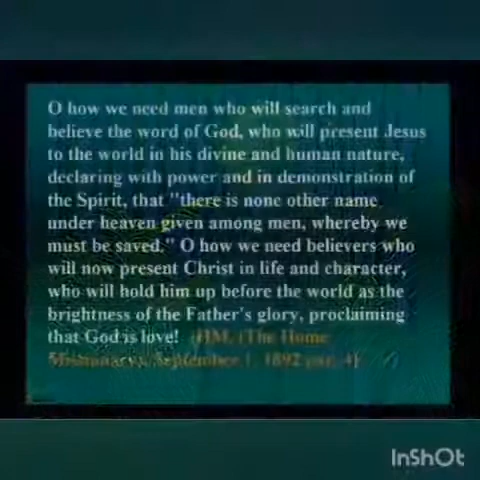 O how we need men who will search and
believe the word of God, who will present Jesus
to the world in his divine and human nature,
declaring with power and in demonstration of
the Spirit, that "there is none other name
under heaven given among men, whereby we
must be saved." O how we need believers who
will now present Christ in life and character,
who will hold him up before the world as the
brightness of the Father's glory, proclaiming
that God is love! {HM, (The Home
Missionary), September 1, 1892 par. 4}
InShOt